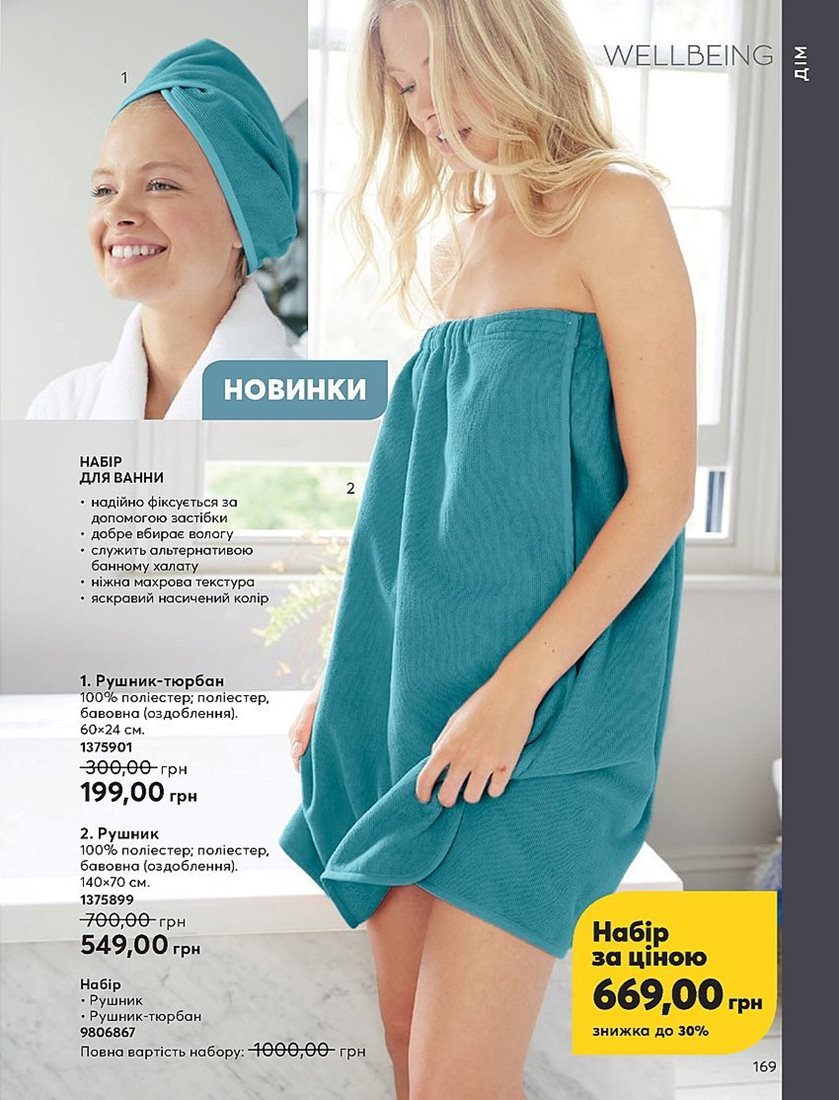 WELLBEING
ДІМ
1
НОВИНКИ
НАБІР
ДЛЯ ВАННИ
• надійно фіксується за
допомогою застібки
• добре вбирає вологу
• служить альтернативою
банному халату
• ніжна махрова текстура
• яскравий насичений колір
2
1. Рушник-тюрбан
100% поліестер; поліестер,
бавовна (оздоблення).
60×24 см.
1375901
300,00 грн
199,00 грн
2. Рушник
100% поліестер; поліестер,
бавовна (оздоблення).
140×70 см.
1375899
700,00 грн
549,00 грн
Набір
• Рушник
• Рушник-тюрбан
9806867
Повна вартість набору: 1000,00 грн
Набір
за ціною
669,00 грн
знижка до 30%
169